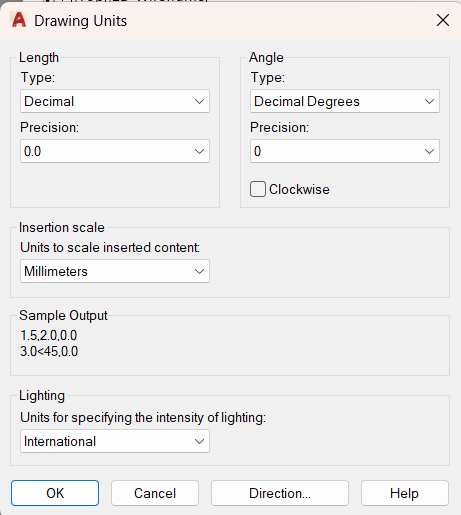 Drawing Units
Length
Type:
Decimal
Precision:
0.0
Angle
Type:
Decimal Degrees
Precision:
0
Clockwise
Insertion scale
Units to scale inserted content:
Millimeters
Sample Output
1.5,2.0,0.0
3.0<45,0.0
Lighting
Units for specifying the intensity of lighting:
International
OK
Cancel
Direction...
Help